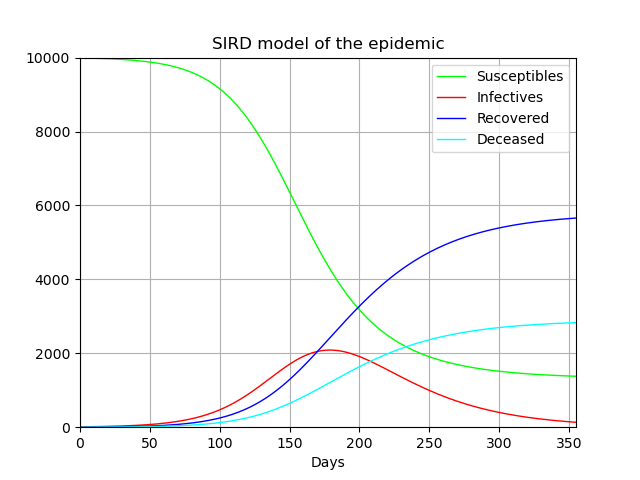 SIRD model of the epidemic
10000
8000
6000
4000
2000
0
Susceptibles
Infectives
Recovered
Deceased
0 50 100 150 200 250 300 350
Days